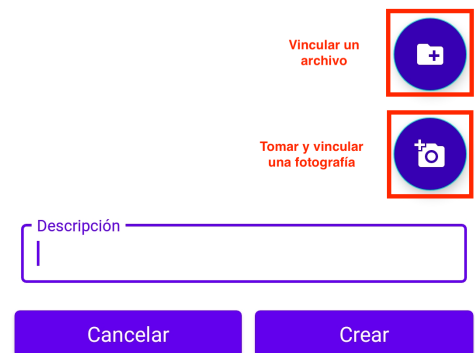 Vincular un
archivo
Tomar y vincular
una fotografía
Descripción
Cancelar
Crear